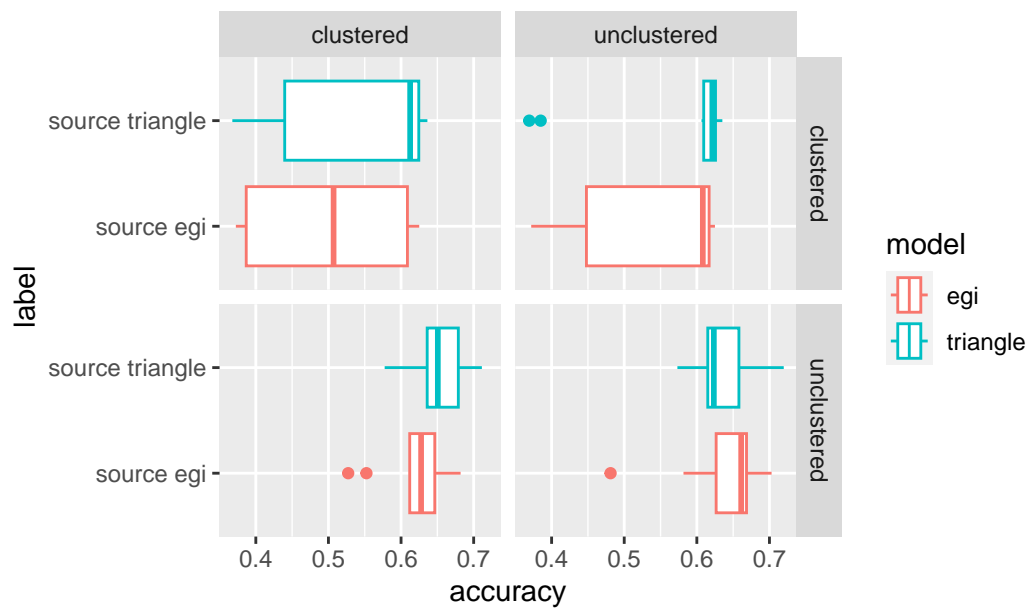 clustered
unclustered
source triangle
source egi
clustered
source triangle
source egi
unclustered
label
0.4 0.5 0.6 0.7
0.4 0.5 0.6 0.7
accuracy
model
egi
triangle